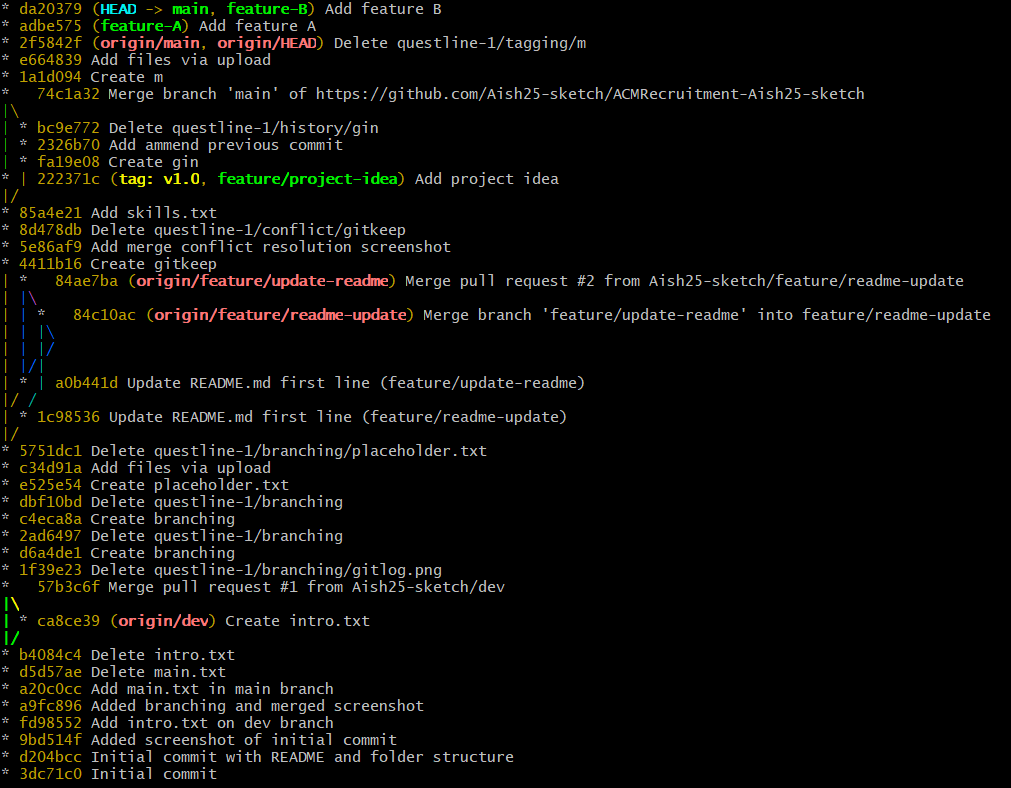 * da20379 (HEAD -> main, feature-B) Add feature B
* adbe575 (feature-A) Add feature A
* 2f5842f (origin/main, origin/HEAD) Delete questline-1/tagging/m
* e664839 Add files via upload
* 1a1d094 Create m
*   74c1a32 Merge branch 'main' of https://github.com/Aish25-sketch/ACMRecruitment-Aish25-sketch
|\
| * bc9e772 Delete questline-1/history/gin
| * 2326b70 Add ammend previous commit
| * fa19e08 Create gin
* | 222371c (tag: v1.0, feature/project-idea) Add project idea
|/
* 85a4e21 Add skills.txt
* 8d478db Delete questline-1/conflict/gitkeep
* 5e86af9 Add merge conflict resolution screenshot
* 4411b16 Create gitkeep
| *   84ae7ba (origin/feature/update-readme) Merge pull request #2 from Aish25-sketch/feature/readme-update
| |\
| | *   84c10ac (origin/feature/readme-update) Merge branch 'feature/update-readme' into feature/readme-update
| | |\
| | |/
| |/|
| * | a0b441d Update README.md first line (feature/update-readme)
|/ /
| * 1c98536 Update README.md first line (feature/readme-update)
|/
* 5751dc1 Delete questline-1/branching/placeholder.txt
* c34d91a Add files via upload
* e525e54 Create placeholder.txt
* dbf10bd Delete questline-1/branching
* c4eca8a Create branching
* 2ad6497 Delete questline-1/branching
* d6a4de1 Create branching
* 1f39e23 Delete questline-1/branching/gitlog.png
*   57b3c6f Merge pull request #1 from Aish25-sketch/dev
|\
| * ca8ce39 (origin/dev) Create intro.txt
|/
* b4084c4 Delete intro.txt
* d5d57ae Delete main.txt
* a20c0cc Add main.txt in main branch
* a9fc896 Added branching and merged screenshot
* fd98552 Add intro.txt on dev branch
* 9bd514f Added screenshot of initial commit
* d204bcc Initial commit with README and folder structure
* 3dc71c0 Initial commit